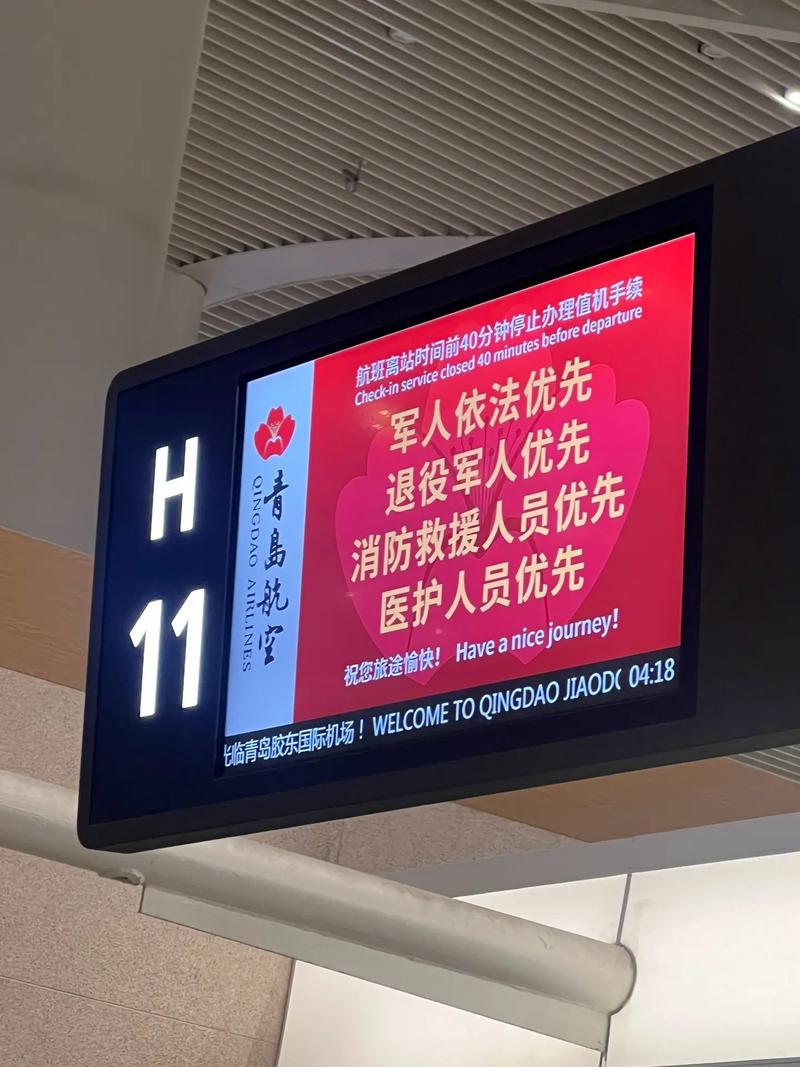 H
11
青岛航空
QINGDAO AIRLINES
航班离站时间前40分钟停止办理值机手续
Check-in service closed 40 minutes before departure
军人依法优先
退役军人优先
消防救援人员优先
医护人员优先
祝您旅途愉快! Have a nice journey!
临青岛胶东国际机场! WELCOME TO QINGDAO JIAOD 04:18